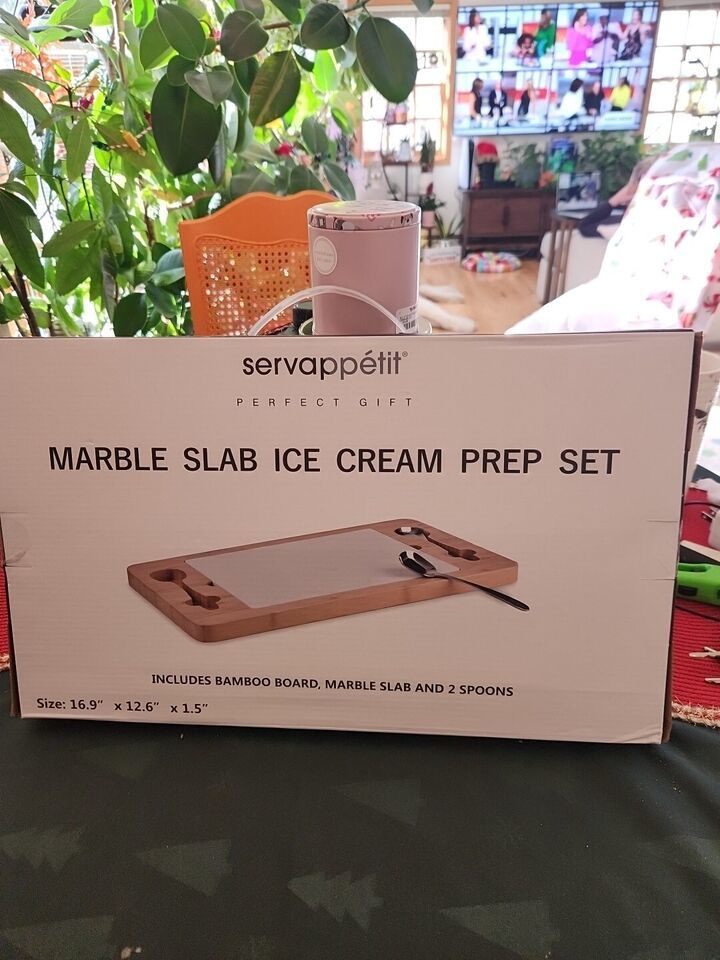 servappétit®
PERFECT GIFT
MARBLE SLAB ICE CREAM PREP SET
INCLUDES BAMBOO BOARD, MARBLE SLAB AND 2 SPOONS
Size: 16.9" x 12.6" x 1.5"